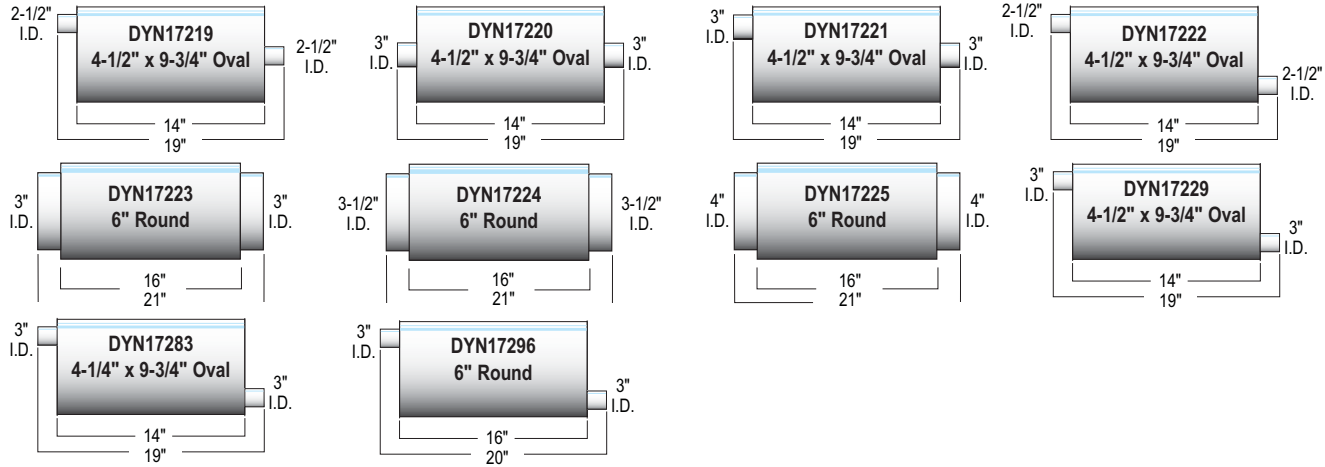 2-1/2"
I.D.
DYN17219
4-1/2" x 9-3/4" Oval
2-1/2"
I.D.
14"
19"
3"
I.D.
DYN17220
4-1/2" x 9-3/4" Oval
3"
I.D.
14"
19"
3"
I.D.
DYN17221
4-1/2" x 9-3/4" Oval
3"
I.D.
14"
19"
2-1/2"
I.D.
DYN17222
4-1/2" x 9-3/4" Oval
2-1/2"
I.D.
14"
19"
3"
I.D.
DYN17223
6" Round
3"
I.D.
16"
21"
3-1/2"
I.D.
DYN17224
6" Round
3-1/2"
I.D.
16"
21"
4"
I.D.
DYN17225
6" Round
4"
I.D.
16"
21"
3"
I.D.
DYN17229
4-1/2" x 9-3/4" Oval
3"
I.D.
14"
19"
3"
I.D.
DYN17283
4-1/4" x 9-3/4" Oval
3"
I.D.
14"
19"
3"
I.D.
DYN17296
6" Round
3"
I.D.
16"
20"